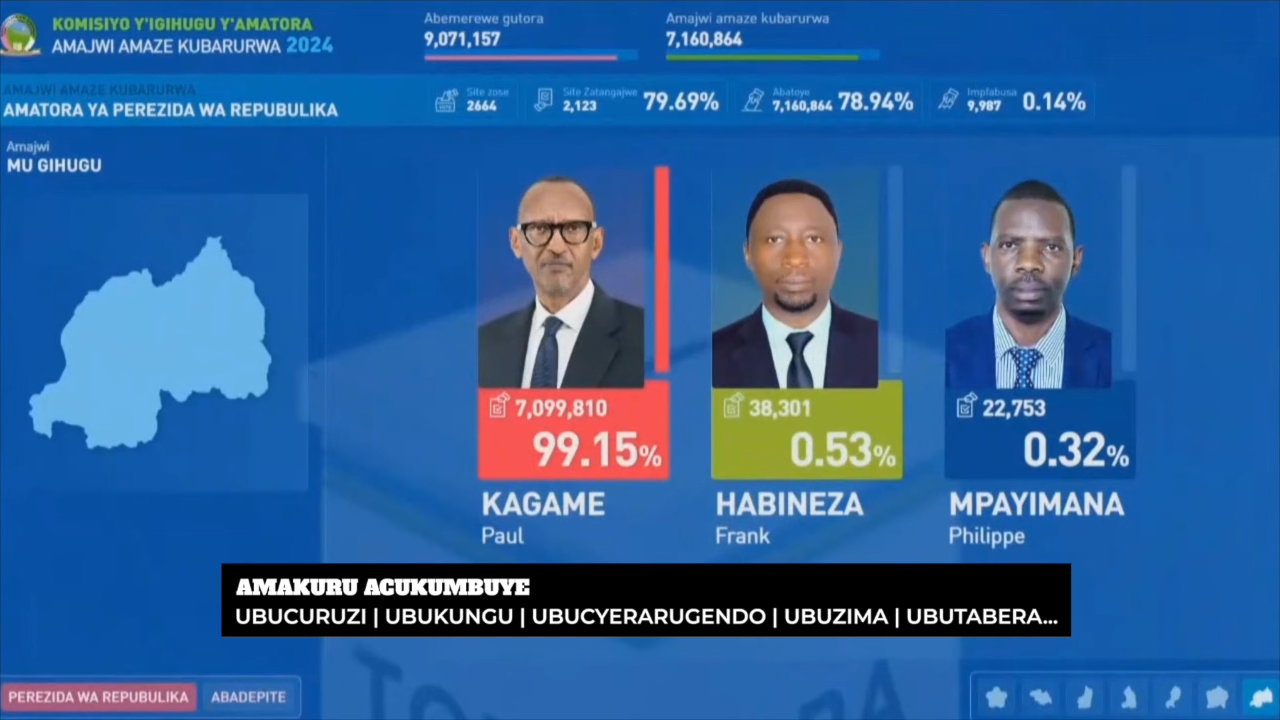 KOMISIYO Y'IGIHUGU Y'AMATORA
AMAJWI AMAZE KUBARURWA 2024
Abemerewe gutora
9,071,157
Amajwi amaze kubarurwa
7,160,864
AMAJWI AMAZE KUBARURWA
AMATORA YA PEREZIDA WA REPUBULIKA
Site zose
2664
Site Zatangajwe
2,123
79.69%
Abatoye
7,160,864
78.94%
Impfabusa
9,987
0.14%
Amajwi
MU GIHUGU
7,099,810
99.15%
KAGAME
Paul
38,301
0.53%
HABINEZA
Frank
22,753
0.32%
MPAYIMANA
Philippe
AMAKURU ACUKUMBUYE
UBUCURUZI | UBUKUNGU | UBUCYERARUGENDO | UBUZIMA | UBUTABERA...
PEREZIDA WA REPUBULIKA
ABADEPITE